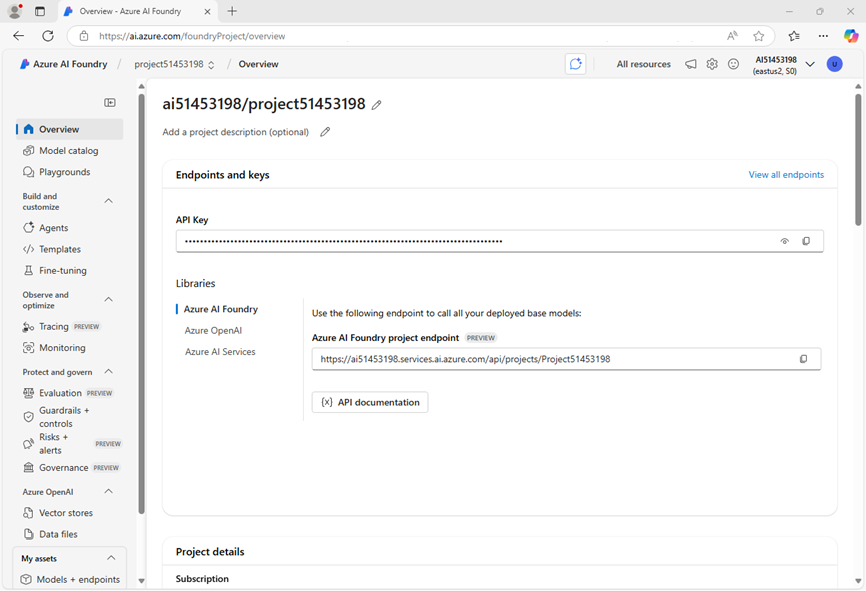 Overview - Azure AI Foundry
https://ai.azure.com/foundryProject/overview
Azure AI Foundry / project51453198 / Overview
All resources
AI51453198
(eastus2, S0)
U
Overview
Model catalog
Playgrounds
Build and
customize
Agents
Templates
Fine-tuning
Observe and
optimize
Tracing PREVIEW
Monitoring
Protect and govern
Evaluation PREVIEW
Guardrails +
controls
Risks +
alerts PREVIEW
Governance PREVIEW
Azure OpenAI
Vector stores
Data files
My assets
Models + endpoints
ai51453198/project51453198
Add a project description (optional)
Endpoints and keys
View all endpoints
API Key
Libraries
Azure AI Foundry
Azure OpenAI
Azure AI Services
Use the following endpoint to call all your deployed base models:
Azure AI Foundry project endpoint PREVIEW
https://ai51453198.services.ai.azure.com/api/projects/Project51453198
{x} API documentation
Project details
Subscription